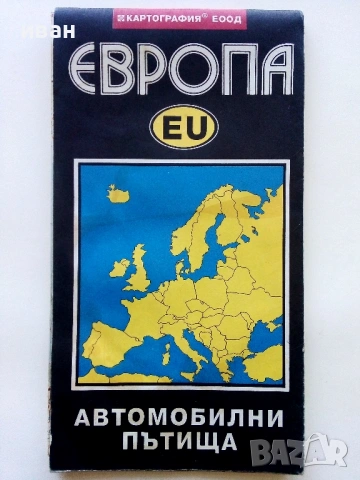 КАРТОГРАФИЯ® ЕООД
иван
ЕВРОПА
EU
АВТОМОБИЛНИ
ПЪТИЩА
BAZAR